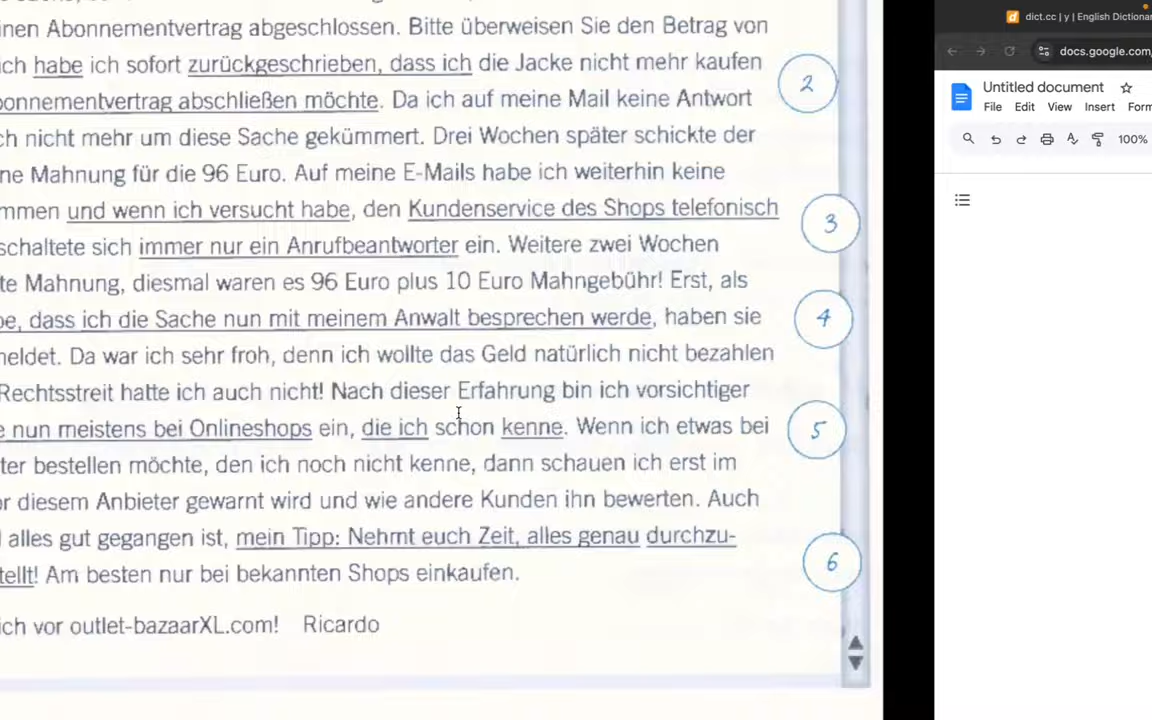 inen Abonnementvertrag abgeschlossen. Bitte überweisen Sie den Betrag von
ich habe ich sofort zurückgeschrieben, dass ich die Jacke nicht mehr kaufen
bonnementvertrag abschließen möchte. Da ich auf meine Mail keine Antwort
2
ch nicht mehr um diese Sache gekümmert. Drei Wochen später schickte der
ne Mahnung für die 96 Euro. Auf meine E-Mails habe ich weiterhin keine
mmen und wenn ich versucht habe, den Kundenservice des Shops telefonisch
3
schaltete sich immer nur ein Anrufbeantworter ein. Weitere zwei Wochen
te Mahnung, diesmal waren es 96 Euro plus 10 Euro Mahngebühr! Erst, als
be, dass ich die Sache nun mit meinem Anwalt besprechen werde, haben sie
4
meldet. Da war ich sehr froh, denn ich wollte das Geld natürlich nicht bezahlen
Rechtsstreit hatte ich auch nicht! Nach dieser Erfahrung bin ich vorsichtiger
e nun meistens bei Onlineshops ein, die ich schon kenne. Wenn ich etwas bei
5
ter bestellen möchte, den ich noch nicht kenne, dann schauen ich erst im
or diesem Anbieter gewarnt wird und wie andere Kunden ihn bewerten. Auch
l alles gut gegangen ist, mein Tipp: Nehmt euch Zeit, alles genau durchzu-
6
tellt! Am besten nur bei bekannten Shops einkaufen.
ich vor outlet-bazaarXL.com! Ricardo
dict.cc | y | English Dictionar
docs.google.com
Untitled document
File Edit View Insert Form
100%